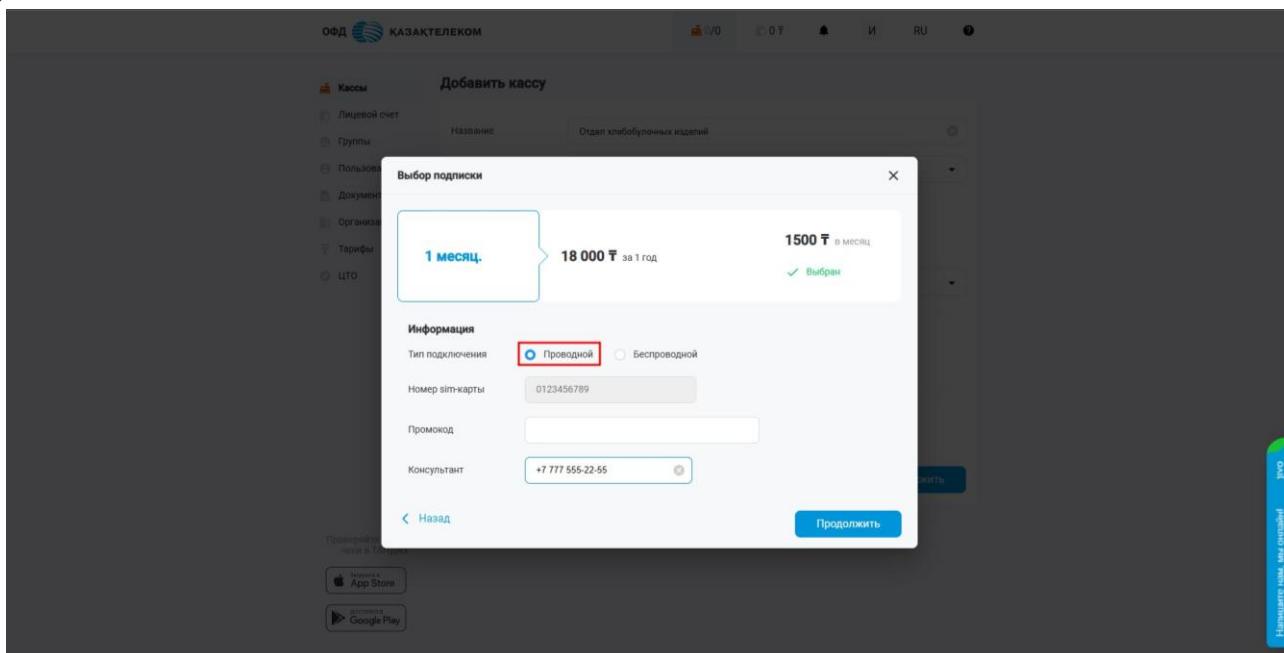 ОФД ҚАЗАҚТЕЛЕКОМ
0/0
0 ₸
И
RU
Кассы
Лицевой счет
Группы
Пользова
Документ
Организа
Тарифы
ЦТО
Добавить кассу
Название
Отдел хлебобулочных изделий
Выбор подписки
1 месяц.
18 000 ₸ за 1 год
1500 ₸ в месяц
Выбран
Информация
Тип подключения
Проводной
Беспроводной
Номер sim-карты
0123456789
Промокод
Консультант
+7 777 555-22-55
Назад
Продолжить
App Store
Google Play
Напишите нам, мы онлайн!
jivo